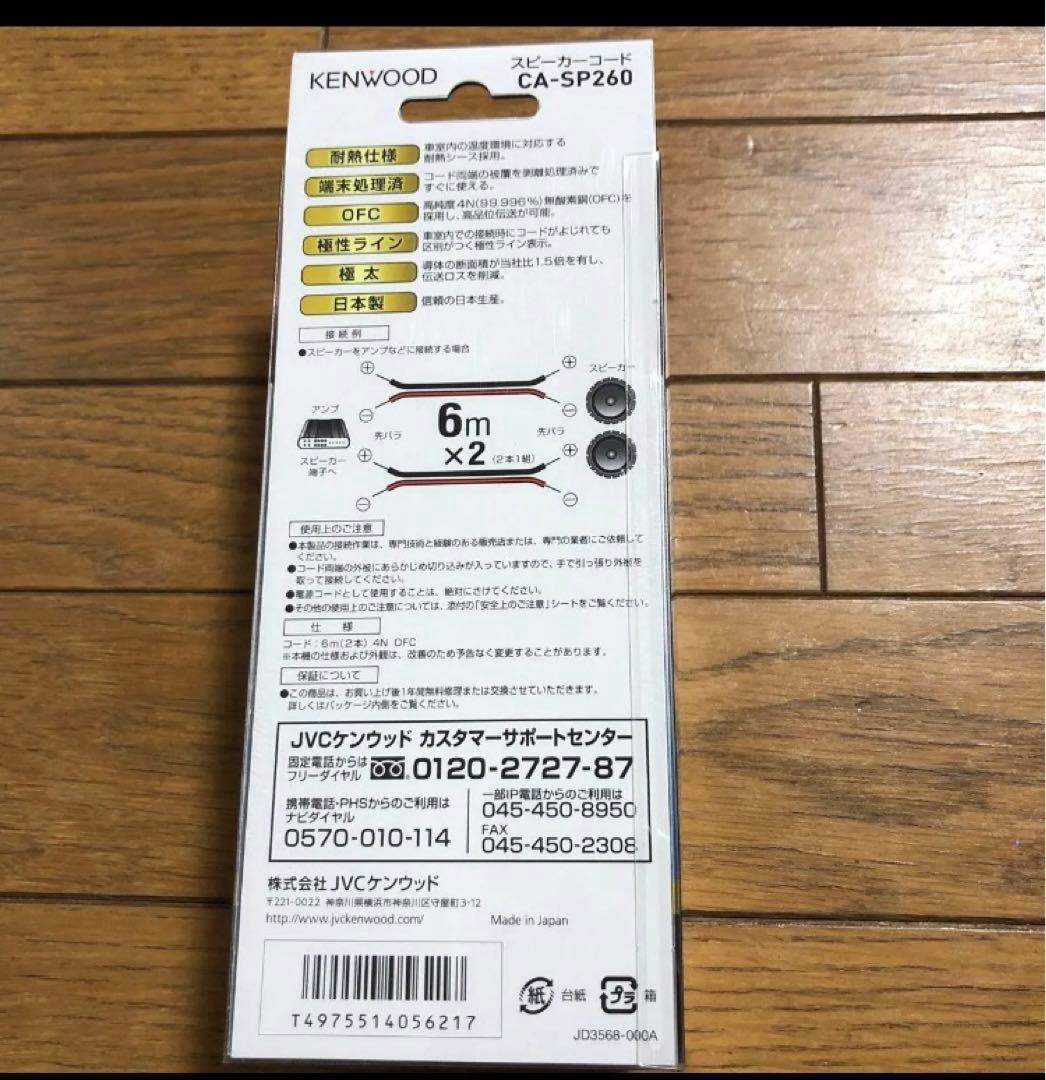 KENWOOD
スピーカーコード
CA-SP260
耐熱仕様
車室内の温度環境に対応する
耐熱シース採用。
端末処理済
コード両端の被覆を剥離処理済みで
すぐに使える。
OFC
高純度4N(99.996%)無酸素銅(OFC)を
採用し、高品位伝送が可能。
極性ライン
車室内での接続時にコードがよじれても
区別がつく極性ライン表示。
極太
導体の断面積が当社比1.5倍を有し、
伝送ロスを削減。
日本製
信頼の日本生産。
接続例
●スピーカーをアンプなどに接続する場合
⊕ ⊕
スピーカー
アンプ
⊖ ⊖
先バラ
6m
先バラ
×2 (2本1組)
スピーカー
端子へ
⊕ ⊕
⊖ ⊖
使用上のご注意
●本製品の接続作業は、専門技術と経験のある販売店または、専門の業者にご依頼して
ください。
●コード両端の外被にあらかじめ切り込みが入っていますので、手で引っ張り外被を
取って接続してください。
●電源コードとして使用することは、絶対にさけてください。
●その他の使用上のご注意については、添付の「安全上のご注意」シートをご覧ください。
仕様
コード:6m(2本) 4N OFC
※本機の仕様および外観は、改善のため予告なく変更することがあります。
保証について
●この商品は、お買い上げ後1年間無料修理または交換させていただきます。
詳しくはパッケージ内側をご覧ください。
JVCケンウッド カスタマーサポートセンター
固定電話からは
フリーダイヤル
0120-2727-87
携帯電話・PHSからのご利用は
ナビダイヤル
0570-010-114
一部IP電話からのご利用は
045-450-8950
FAX
045-450-2308
株式会社JVCケンウッド
〒221-0022 神奈川県横浜市神奈川区守屋町3-12
http://www.jvckenwood.com/
Made in Japan
T4975514056217
紙 台紙 プラ 箱
JD3568-000A